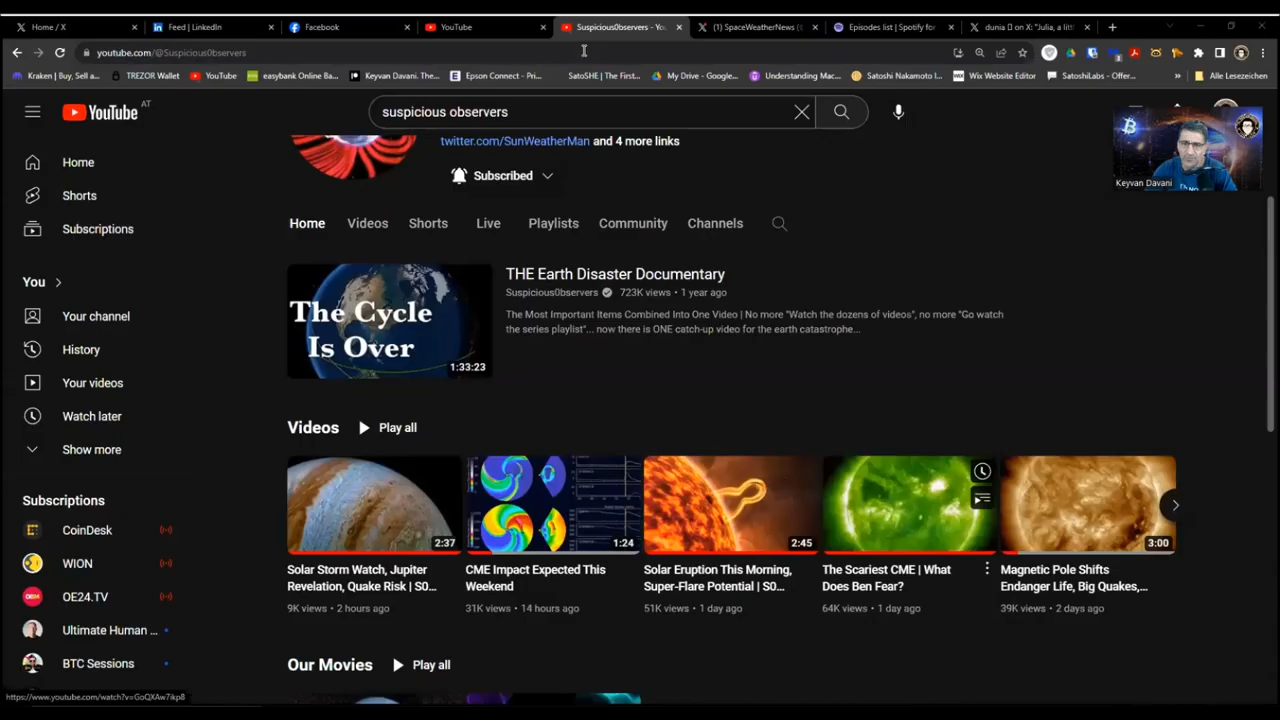 Home / X
Feed | LinkedIn
Facebook
YouTube
Suspicious0bservers - You
(1) SpaceWeatherNews (
Episodes list | Spotify for
dunia on X: "Julia, a litt
youtube.com/@Suspicious0bservers
Kraken | Buy, Sell a...
TREZOR Wallet
YouTube
easybank Online Ba...
Keyvan Davani. The...
Epson Connect - Pri...
SatoSHE | The First...
My Drive - Google...
Understanding Mac...
Satoshi Nakamoto I...
Wix Website Editor
SatoshiLabs - Offer...
»
Alle Lesezeichen
YouTube AT
suspicious observers
Keyvan Davani
twitter.com/SunWeatherMan and 4 more links
Subscribed
Home
Videos
Shorts
Live
Playlists
Community
Channels
Home
Shorts
Subscriptions
You
Your channel
History
Your videos
Watch later
Show more
Subscriptions
CoinDesk
WION
OE24.TV
Ultimate Human ...
BTC Sessions
The Cycle
Is Over
1:33:23
THE Earth Disaster Documentary
Suspicious0bservers 723K views • 1 year ago
The Most Important Items Combined Into One Video | No more "Watch the dozens of videos", no more "Go watch
the series playlist"... now there is ONE catch-up video for the earth catastrophe...
Videos
Play all
2:37
1:24
2:45
3:00
Solar Storm Watch, Jupiter
Revelation, Quake Risk | S0...
9K views • 2 hours ago
CME Impact Expected This
Weekend
31K views • 14 hours ago
Solar Eruption This Morning,
Super-Flare Potential | S0...
51K views • 1 day ago
The Scariest CME | What
Does Ben Fear?
64K views • 1 day ago
Magnetic Pole Shifts
Endanger Life, Big Quakes,...
39K views • 2 days ago
Our Movies
Play all
https://www.youtube.com/watch?v=GoQXAw7ikp8